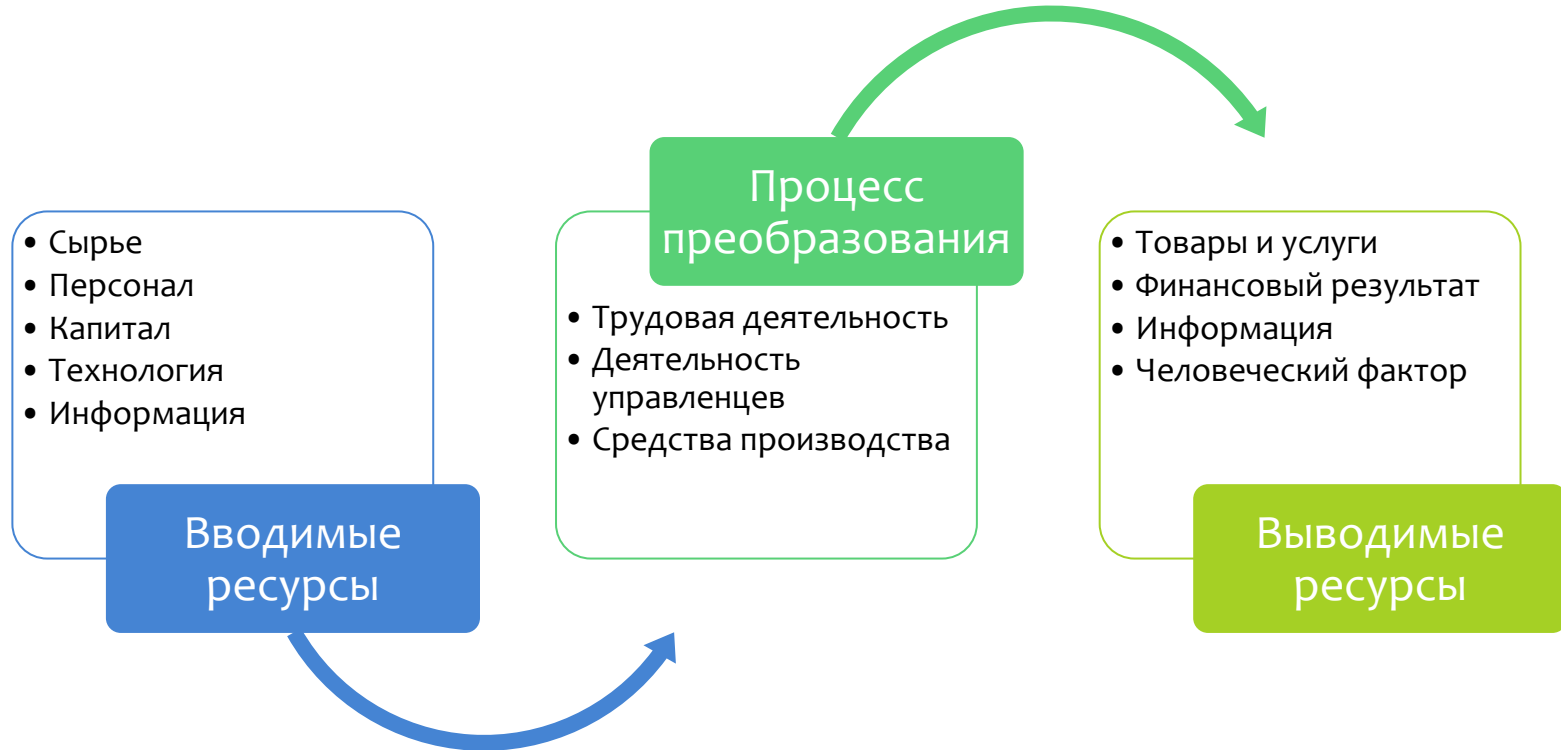 • Сырье
• Персонал
• Капитал
• Технология
• Информация
Вводимые
ресурсы
Процесс
преобразования
• Трудовая деятельность
• Деятельность
управленцев
• Средства производства
• Товары и услуги
• Финансовый результат
• Информация
• Человеческий фактор
Выводимые
ресурсы